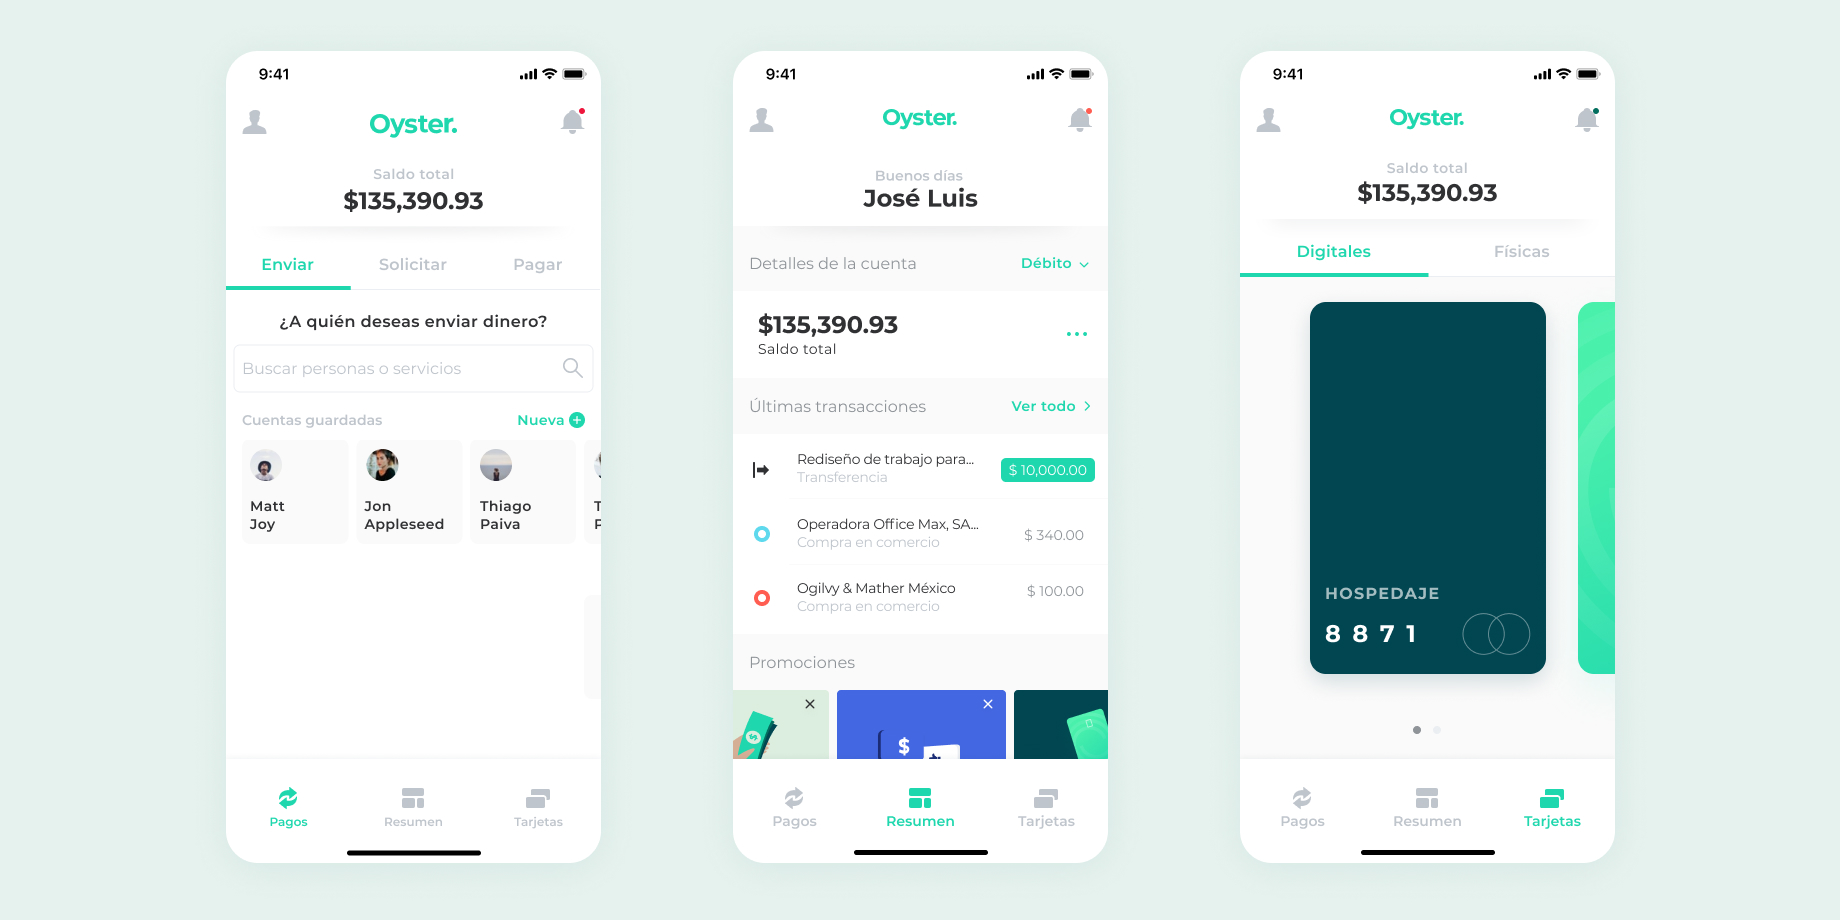 9:41
Oyster.
Saldo total
$135,390.93
Enviar
Solicitar
Pagar
¿A quién deseas enviar dinero?
Buscar personas o servicios
Cuentas guardadas
Nueva
Matt
Joy
Jon
Appleseed
Thiago
Paiva
T
P
Pagos
Resumen
Tarjetas
9:41
Oyster.
Buenos días
José Luis
Detalles de la cuenta
Débito
$135,390.93
Saldo total
Últimas transacciones
Ver todo
Rediseño de trabajo para...
Transferencia
$ 10,000.00
Operadora Office Max, SA...
Compra en comercio
$ 340.00
Ogilvy & Mather México
Compra en comercio
$ 100.00
Promociones
$
$
Pagos
Resumen
Tarjetas
9:41
Oyster.
Saldo total
$135,390.93
Digitales
Físicas
HOSPEDAJE
8871
Pagos
Resumen
Tarjetas